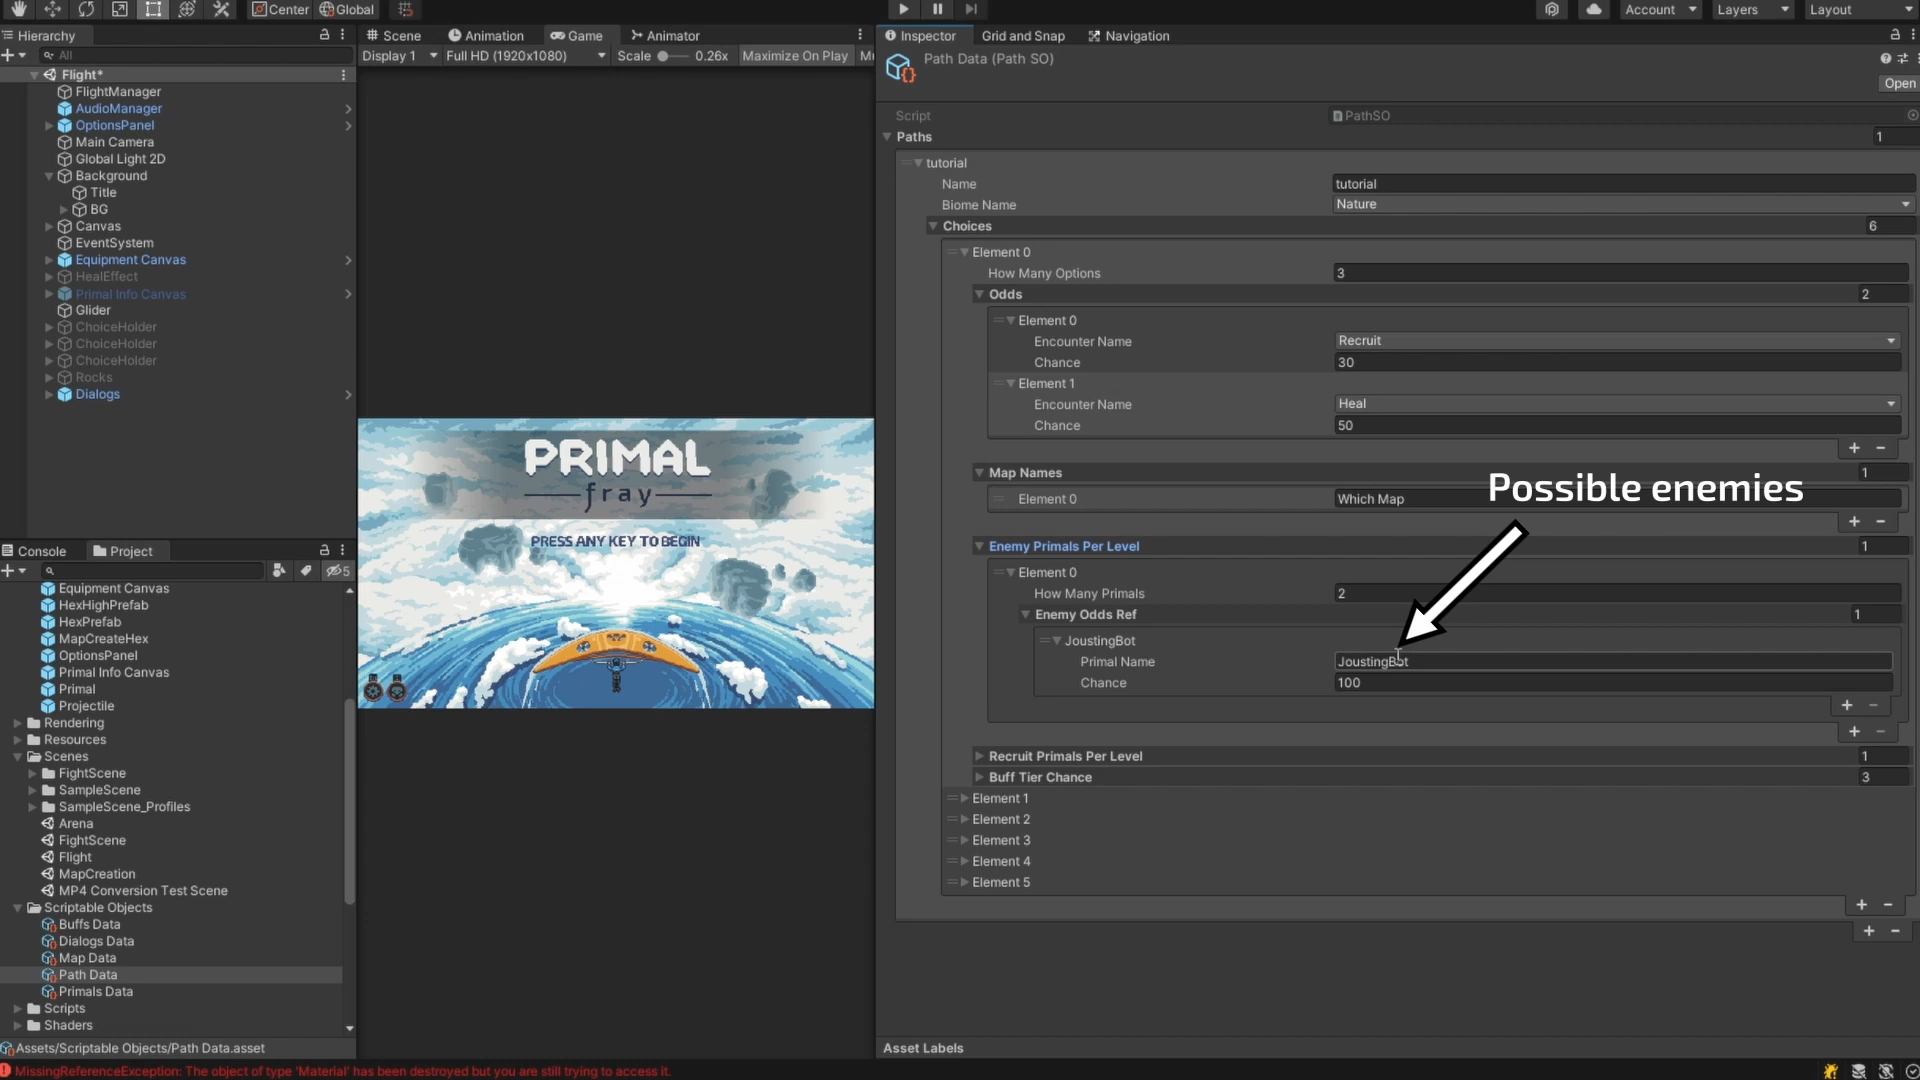 Center
Global
Account
Layers
Layout
Hierarchy
Scene
Animation
Game
Animator
Inspector
Grid and Snap
Navigation
All
Display 1
Full HD (1920x1080)
Scale
0.26x
Maximize On Play
Path Data (Path SO)
Open
Flight*
FlightManager
AudioManager
OptionsPanel
Main Camera
Global Light 2D
Background
Title
BG
Canvas
EventSystem
Equipment Canvas
HealEffect
Primal Info Canvas
Glider
ChoiceHolder
ChoiceHolder
ChoiceHolder
Rocks
Dialogs
PRIMAL
fray
PRESS ANY KEY TO BEGIN
Script
PathSO
Paths
1
tutorial
Name
tutorial
Biome Name
Nature
Choices
6
Element 0
How Many Options
3
Odds
2
Element 0
Encounter Name
Recruit
Chance
30
Element 1
Encounter Name
Heal
Chance
50
Map Names
1
Element 0
Which Map
Possible enemies
Enemy Primals Per Level
1
Element 0
How Many Primals
2
Enemy Odds Ref
1
JoustingBot
Primal Name
JoustingBot
Chance
100
Recruit Primals Per Level
1
Buff Tier Chance
3
Element 1
Element 2
Element 3
Element 4
Element 5
Asset Labels
Console
Project
5
Equipment Canvas
HexHighPrefab
HexPrefab
MapCreateHex
OptionsPanel
Primal Info Canvas
Primal
Projectile
Rendering
Resources
Scenes
FightScene
SampleScene
SampleScene_Profiles
Arena
FightScene
Flight
MapCreation
MP4 Conversion Test Scene
Scriptable Objects
Buffs Data
Dialogs Data
Map Data
Path Data
Primals Data
Scripts
Shaders
Assets/Scriptable Objects/Path Data.asset
MissingReferenceException: The object of type 'Material' has been destroyed but you are still trying to access it.